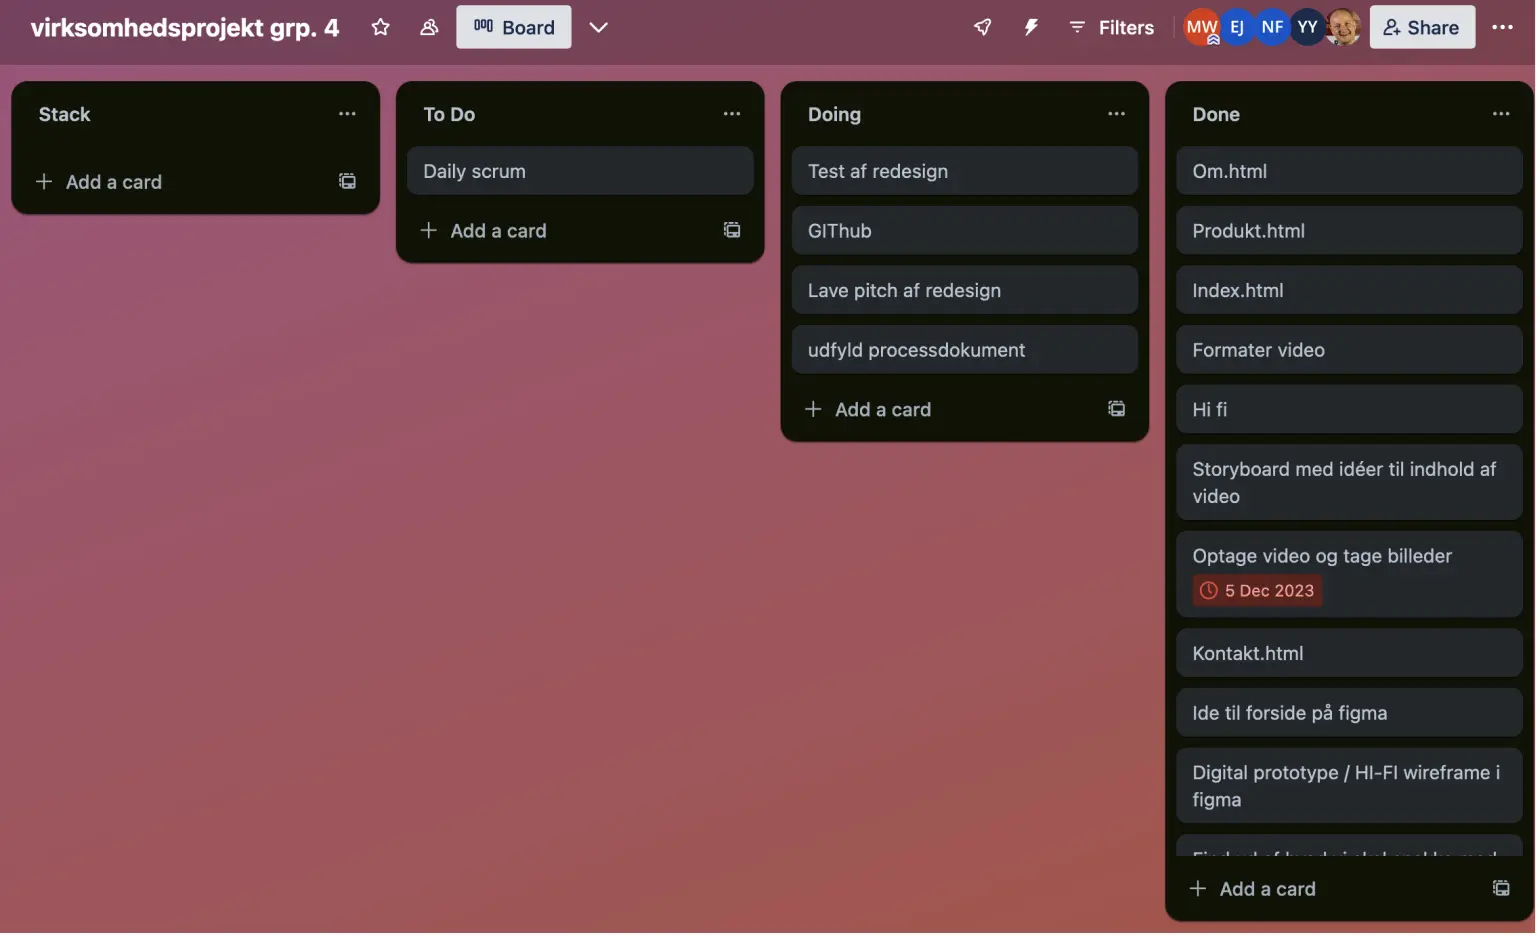 virksomhedsprojekt grp. 4
Board
Filters
MW EJ NF YY
Share
Stack
Add a card
To Do
Daily scrum
Add a card
Doing
Test af redesign
GIThub
Lave pitch af redesign
udfyld processdokument
Add a card
Done
Om.html
Produkt.html
Index.html
Formater video
Hi fi
Storyboard med idéer til indhold af
video
Optage video og tage billeder
5 Dec 2023
Kontakt.html
Ide til forside på figma
Digital prototype / HI-FI wireframe i
figma
Add a card